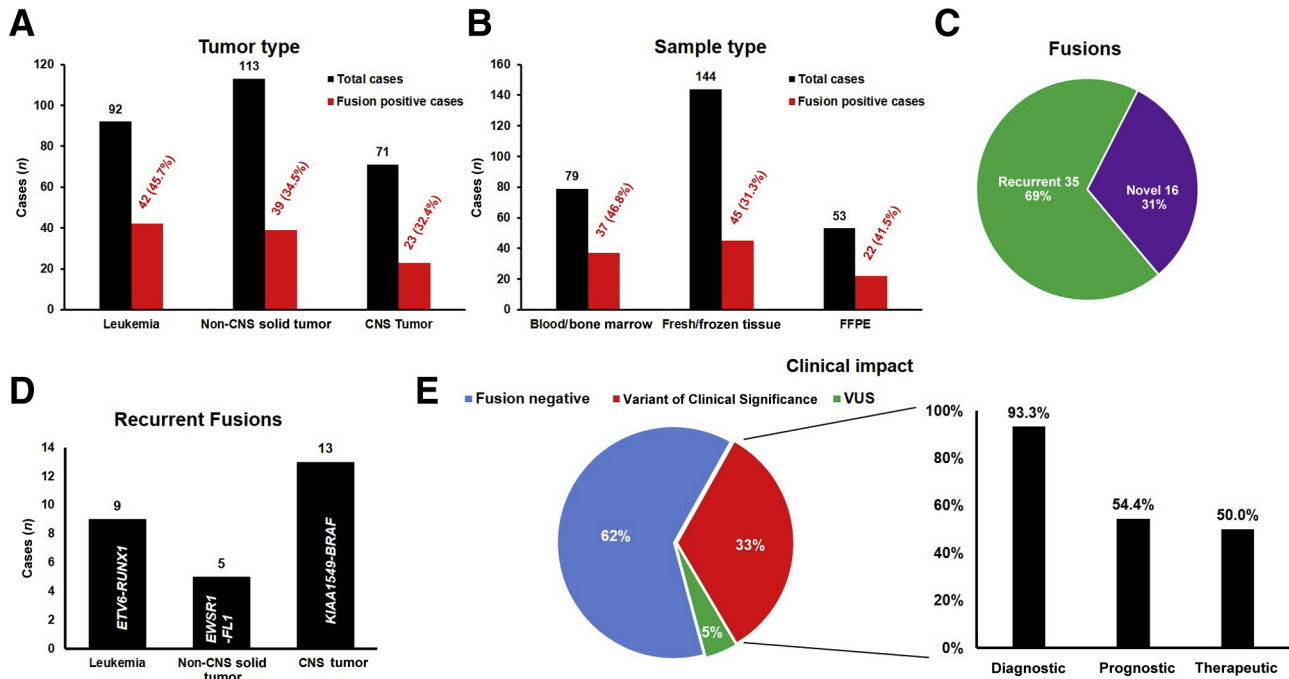 A
Tumor type
Total cases
Fusion positive cases
Cases (n)
120
100
80
60
40
20
0
92
42 (45.7%)
113
39 (34.5%)
71
23 (32.4%)
Leukemia
Non-CNS solid tumor
CNS Tumor
B
Sample type
Total cases
Fusion positive cases
Cases (n)
160
140
120
100
80
60
40
20
0
79
37 (46.8%)
144
45 (31.3%)
53
22 (41.5%)
Blood/bone marrow
Fresh/frozen tissue
FFPE
C
Fusions
Recurrent 35
69%
Novel 16
31%
D
Recurrent Fusions
Cases (n)
14
12
10
8
6
4
2
0
9
ETV6-RUNX1
5
EWSR1
-FL1
13
KIAA1549-BRAF
Leukemia
Non-CNS solid
tumor
CNS tumor
E
Clinical impact
Fusion negative
Variant of Clinical Significance
VUS
62%
33%
5%
100%
80%
60%
40%
20%
0%
93.3%
54.4%
50.0%
Diagnostic
Prognostic
Therapeutic